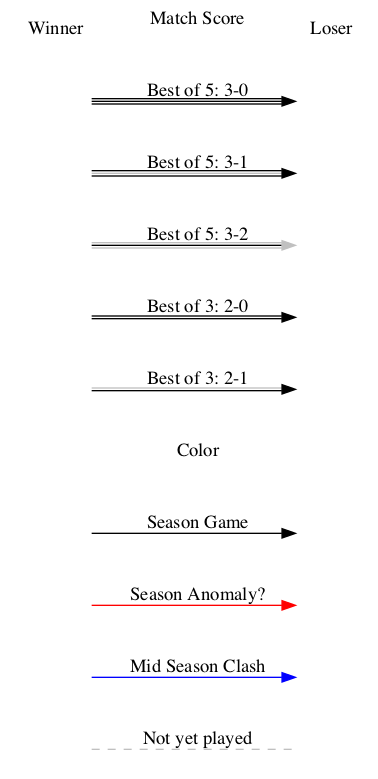 Winner
Match Score
Loser
Best of 5: 3-0
Best of 5: 3-1
Best of 5: 3-2
Best of 3: 2-0
Best of 3: 2-1
Color
Season Game
Season Anomaly?
Mid Season Clash
Not yet played